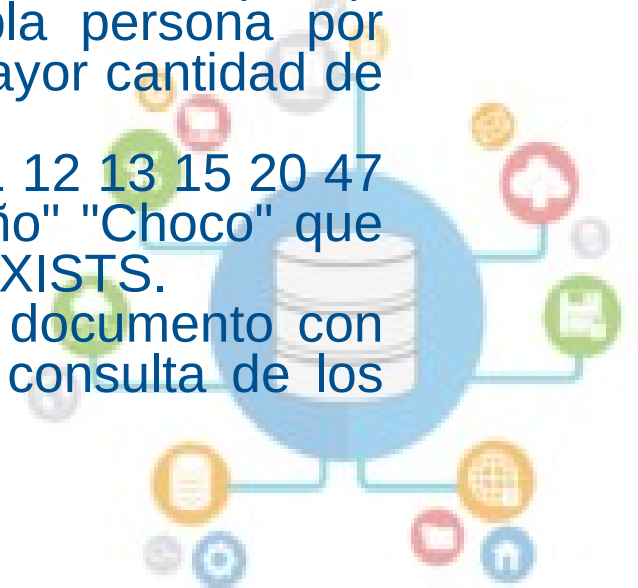 la persona por
ayor cantidad de
12 13 15 20 47
ño" "Choco" que
XISTS.
documento con
consulta de los